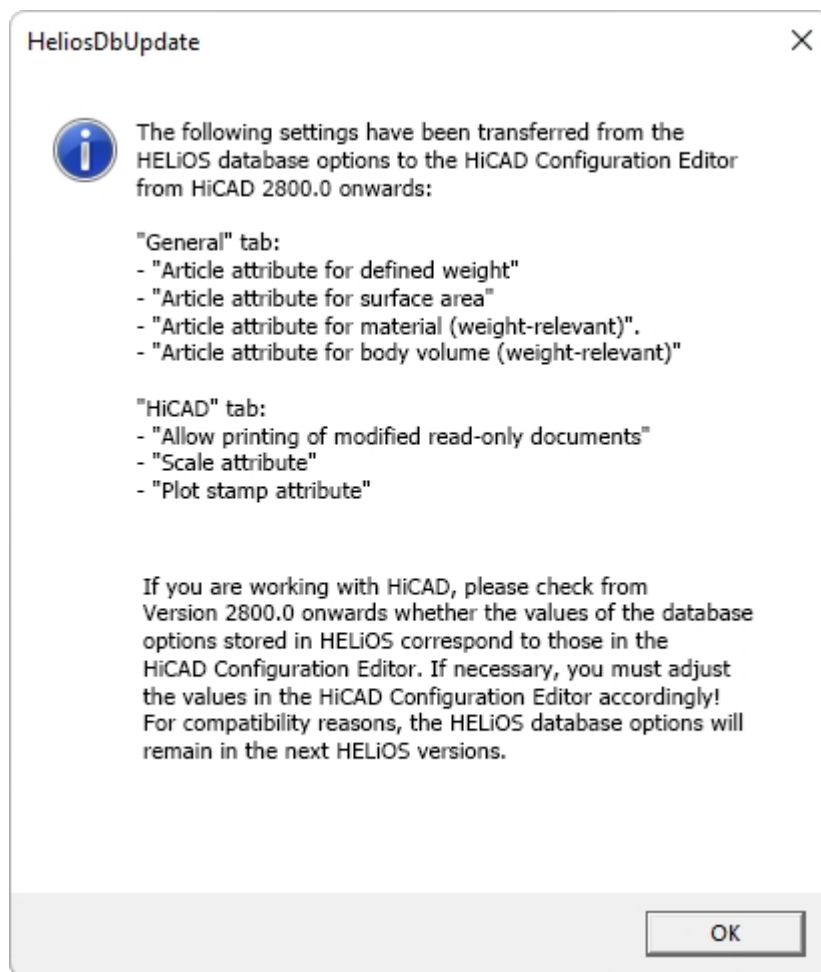 HeliosDbUpdate
The following settings have been transferred from the
HELiOS database options to the HiCAD Configuration Editor
from HiCAD 2800.0 onwards:
"General" tab:
- "Article attribute for defined weight"
- "Article attribute for surface area"
- "Article attribute for material (weight-relevant)".
- "Article attribute for body volume (weight-relevant)"
"HiCAD" tab:
- "Allow printing of modified read-only documents"
- "Scale attribute"
- "Plot stamp attribute"
If you are working with HiCAD, please check from
Version 2800.0 onwards whether the values of the database
options stored in HELiOS correspond to those in the
HiCAD Configuration Editor. If necessary, you must adjust
the values in the HiCAD Configuration Editor accordingly!
For compatibility reasons, the HELiOS database options will
remain in the next HELiOS versions.
OK